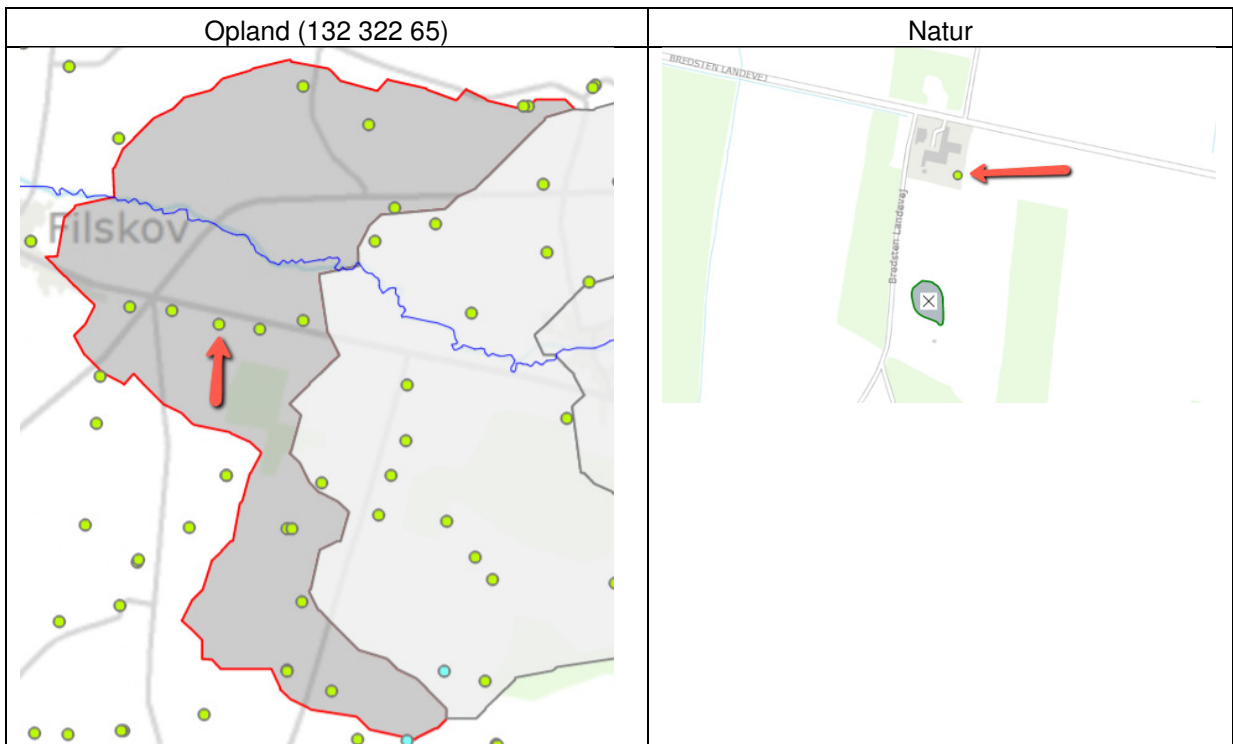 Opland (132 322 65)
Natur
Filskov
BREDSTEN LANDEVEJ
Bredsten Landevej